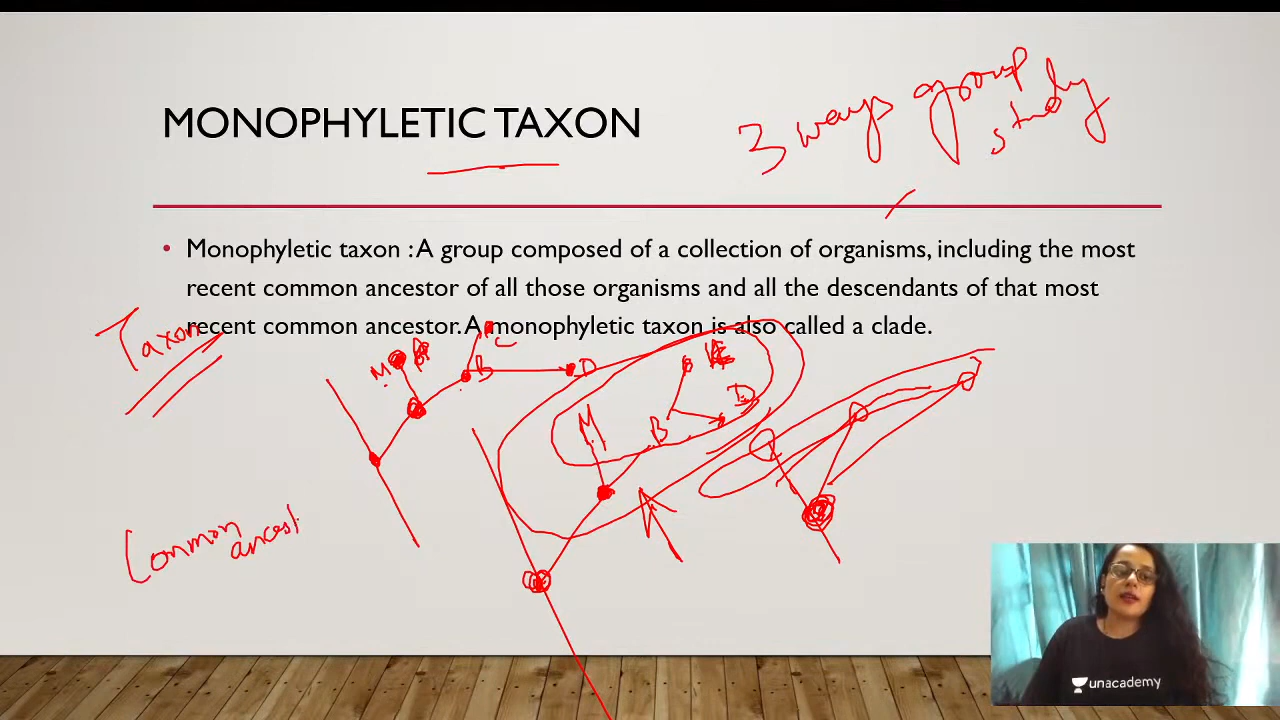 MONOPHYLETIC TAXON
3 ways group
study
• Monophyletic taxon : A group composed of a collection of organisms, including the most
recent common ancestor of all those organisms and all the descendants of that most
recent common ancestor. A monophyletic taxon is also called a clade.
Taxon
C
M
B
D
D
M
B
Common
ancest
unacademy